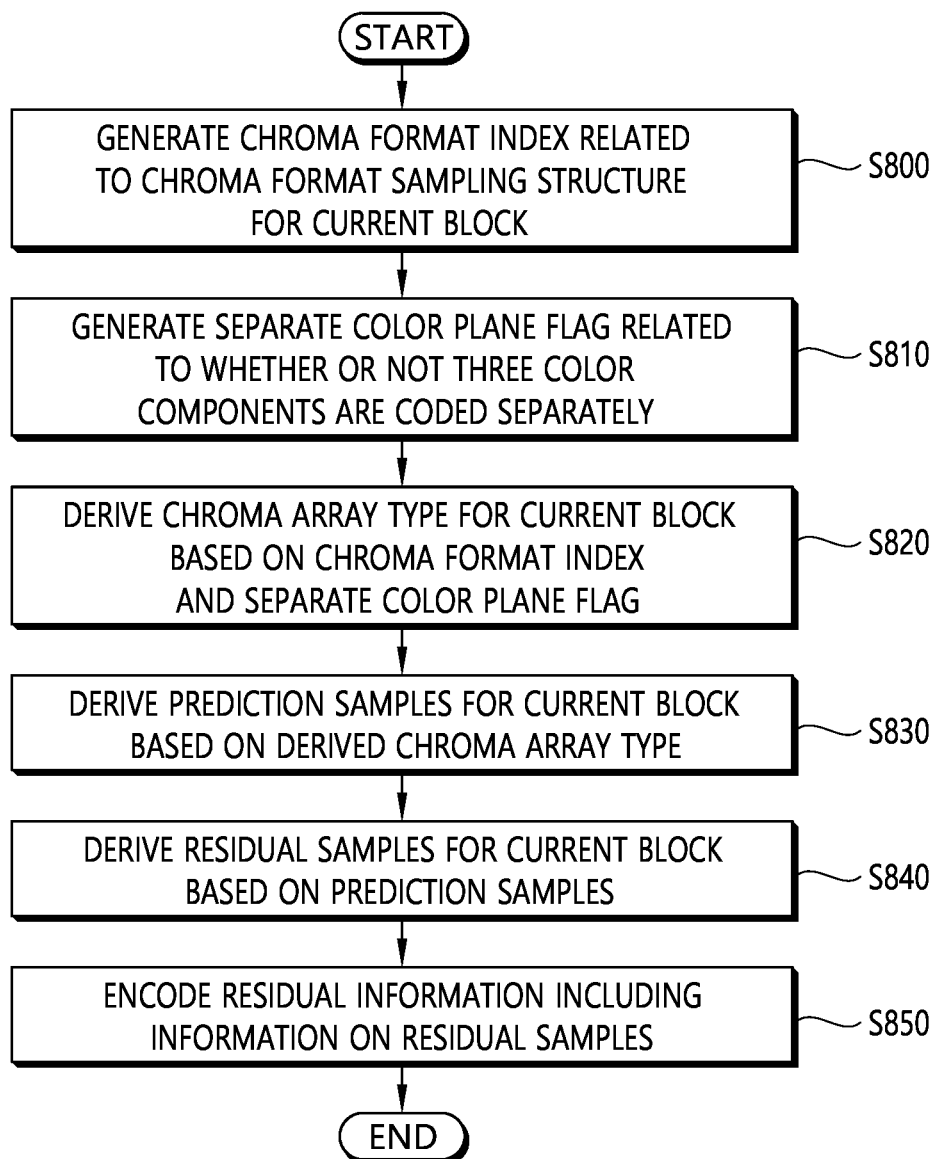 START
GENERATE CHROMA FORMAT INDEX RELATED
TO CHROMA FORMAT SAMPLING STRUCTURE
FOR CURRENT BLOCK
S800
GENERATE SEPARATE COLOR PLANE FLAG RELATED
TO WHETHER OR NOT THREE COLOR
COMPONENTS ARE CODED SEPARATELY
S810
DERIVE CHROMA ARRAY TYPE FOR CURRENT BLOCK
BASED ON CHROMA FORMAT INDEX
AND SEPARATE COLOR PLANE FLAG
S820
DERIVE PREDICTION SAMPLES FOR CURRENT BLOCK
BASED ON DERIVED CHROMA ARRAY TYPE
S830
DERIVE RESIDUAL SAMPLES FOR CURRENT BLOCK
BASED ON PREDICTION SAMPLES
S840
ENCODE RESIDUAL INFORMATION INCLUDING
INFORMATION ON RESIDUAL SAMPLES
S850
END